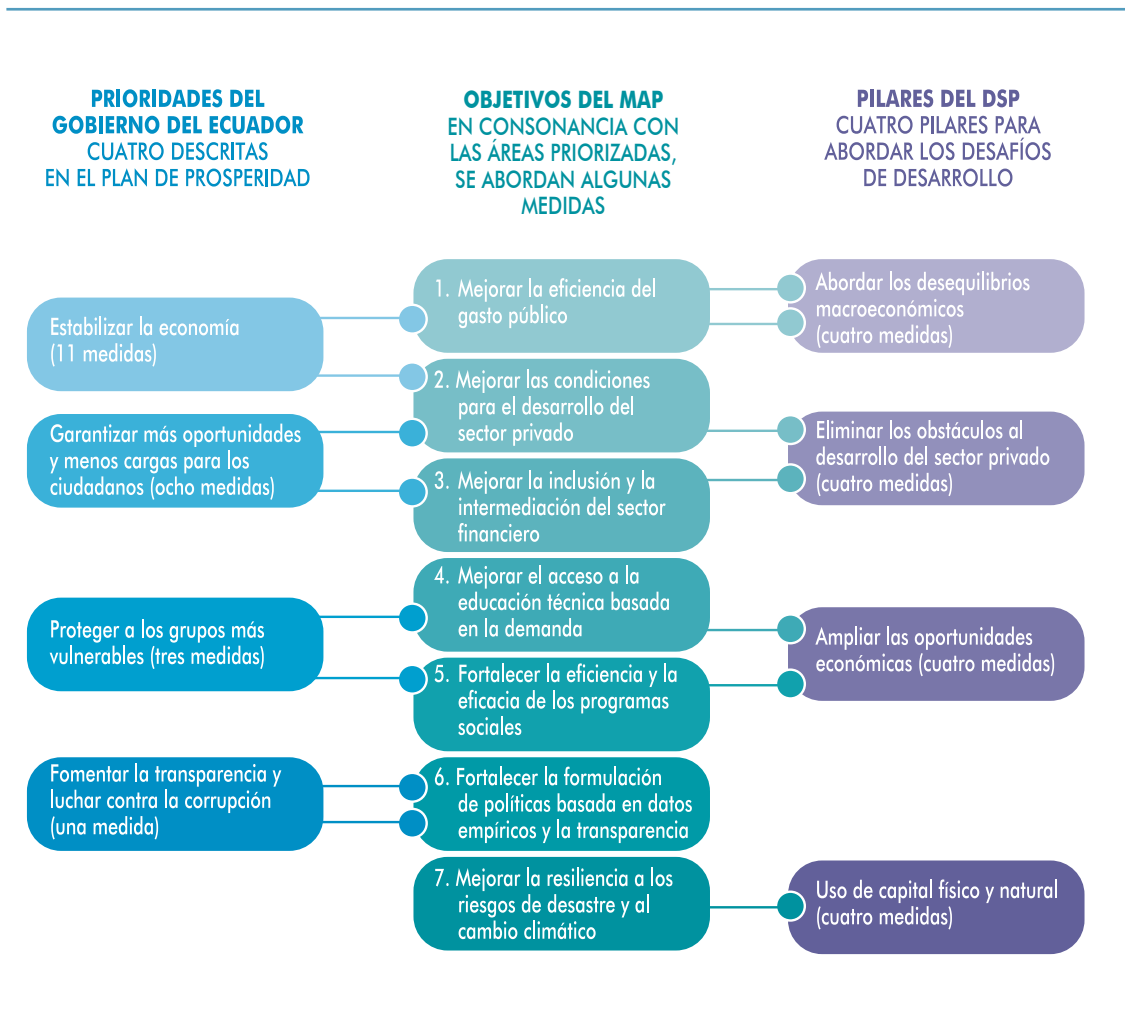 PRIORIDADES DEL
GOBIERNO DEL ECUADOR
CUATRO DESCRITAS
EN EL PLAN DE PROSPERIDAD
OBJETIVOS DEL MAP
EN CONSONANCIA CON
LAS ÁREAS PRIORIZADAS,
SE ABORDAN ALGUNAS
MEDIDAS
PILARES DEL DSP
CUATRO PILARES PARA
ABORDAR LOS DESAFÍOS
DE DESARROLLO
Estabilizar la economía
(11 medidas)
Garantizar más oportunidades
y menos cargas para los
ciudadanos (ocho medidas)
Proteger a los grupos más
vulnerables (tres medidas)
Fomentar la transparencia y
luchar contra la corrupción
(una medida)
1. Mejorar la eficiencia del
gasto público
2. Mejorar las condiciones
para el desarrollo del
sector privado
3. Mejorar la inclusión y la
intermediación del sector
financiero
4. Mejorar el acceso a la
educación técnica basada
en la demanda
5. Fortalecer la eficiencia y la
eficacia de los programas
sociales
6. Fortalecer la formulación
de políticas basada en datos
empíricos y la transparencia
7. Mejorar la resiliencia a los
riesgos de desastre y al
cambio climático
Abordar los desequilibrios
macroeconómicos
(cuatro medidas)
Eliminar los obstáculos al
desarrollo del sector privado
(cuatro medidas)
Ampliar las oportunidades
económicas (cuatro medidas)
Uso de capital físico y natural
(cuatro medidas)